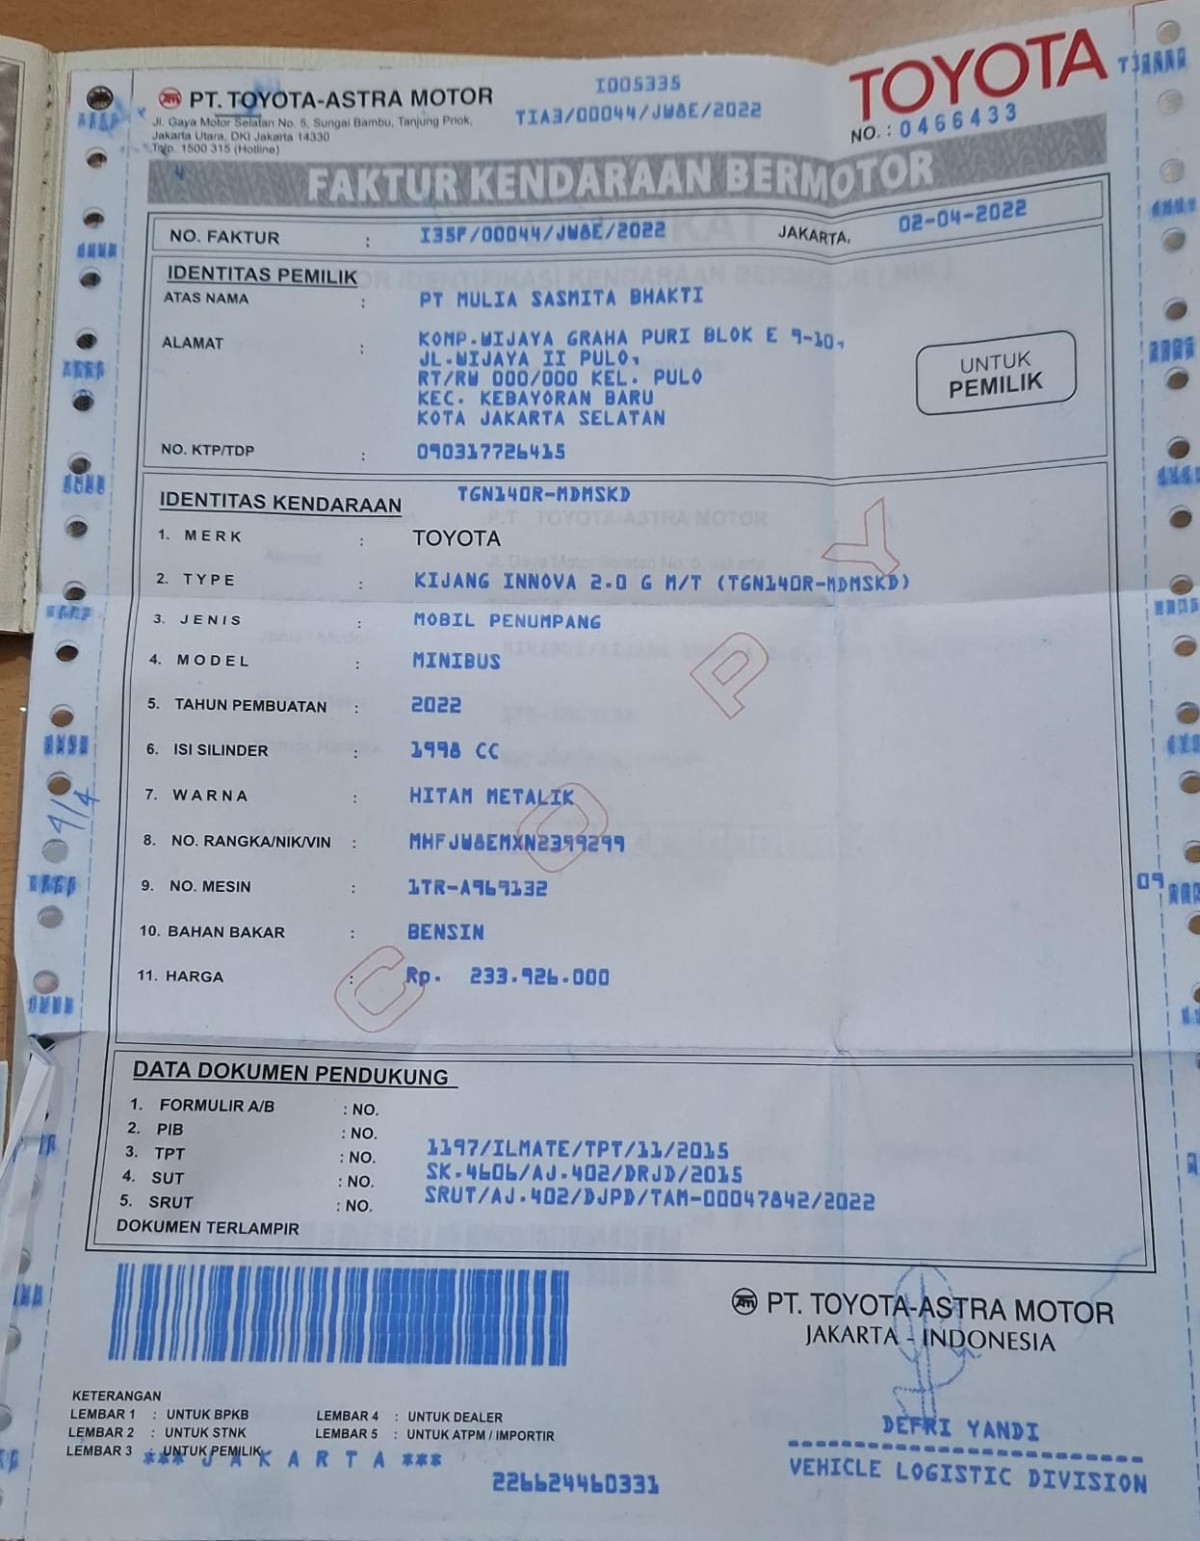 PT. TOYOTA-ASTRA MOTOR
Jl. Gaya Motor Selatan No. 5, Sungai Bambu, Tanjung Priok,
Jakarta Utara, DKI Jakarta 14330
Telp. 1500 315 (Hotline)
I005335
TIA3/00044/JW8E/2022
TOYOTA
NO.: 0466433
FAKTUR KENDARAAN BERMOTOR
NO. FAKTUR : I35P/00044/JW8E/2022 JAKARTA, 02-04-2022
IDENTITAS PEMILIK
ATAS NAMA : PT MULIA SASMITA BHAKTI
ALAMAT : KOMP.WIJAYA GRAHA PURI BLOK E 9-10,
JL.WIJAYA II PULO,
RT/RW 000/000 KEL. PULO
KEC. KEBAYORAN BARU
KOTA JAKARTA SELATAN
UNTUK
PEMILIK
NO. KTP/TDP : 090317726415
IDENTITAS KENDARAAN TGN140R-MDMSKD
1. MERK : TOYOTA
2. TYPE : KIJANG INNOVA 2.0 G M/T (TGN140R-MDMSKD)
3. JENIS : MOBIL PENUMPANG
4. MODEL : MINIBUS
5. TAHUN PEMBUATAN : 2022
6. ISI SILINDER : 1998 CC
7. WARNA : HITAM METALIK
8. NO. RANGKA/NIK/VIN : MHFJW8EMXN2399299
9. NO. MESIN : 1TR-A969132
10. BAHAN BAKAR : BENSIN
11. HARGA : Rp. 233.926.000
COPY
9/4
09
DATA DOKUMEN PENDUKUNG
1. FORMULIR A/B : NO.
2. PIB : NO.
3. TPT : NO. 1197/ILMATE/TPT/11/2015
4. SUT : NO. SK.4606/AJ.402/DRJD/2015
5. SRUT : NO. SRUT/AJ.402/DJPD/TAM-00047842/2022
DOKUMEN TERLAMPIR
PT. TOYOTA-ASTRA MOTOR
JAKARTA - INDONESIA
KETERANGAN
LEMBAR 1 : UNTUK BPKB LEMBAR 4 : UNTUK DEALER
LEMBAR 2 : UNTUK STNK LEMBAR 5 : UNTUK ATPM / IMPORTIR
LEMBAR 3 : UNTUK PEMILIK
*** J A K A R T A ***
226624460331
DEFRI YANDI
VEHICLE LOGISTIC DIVISION